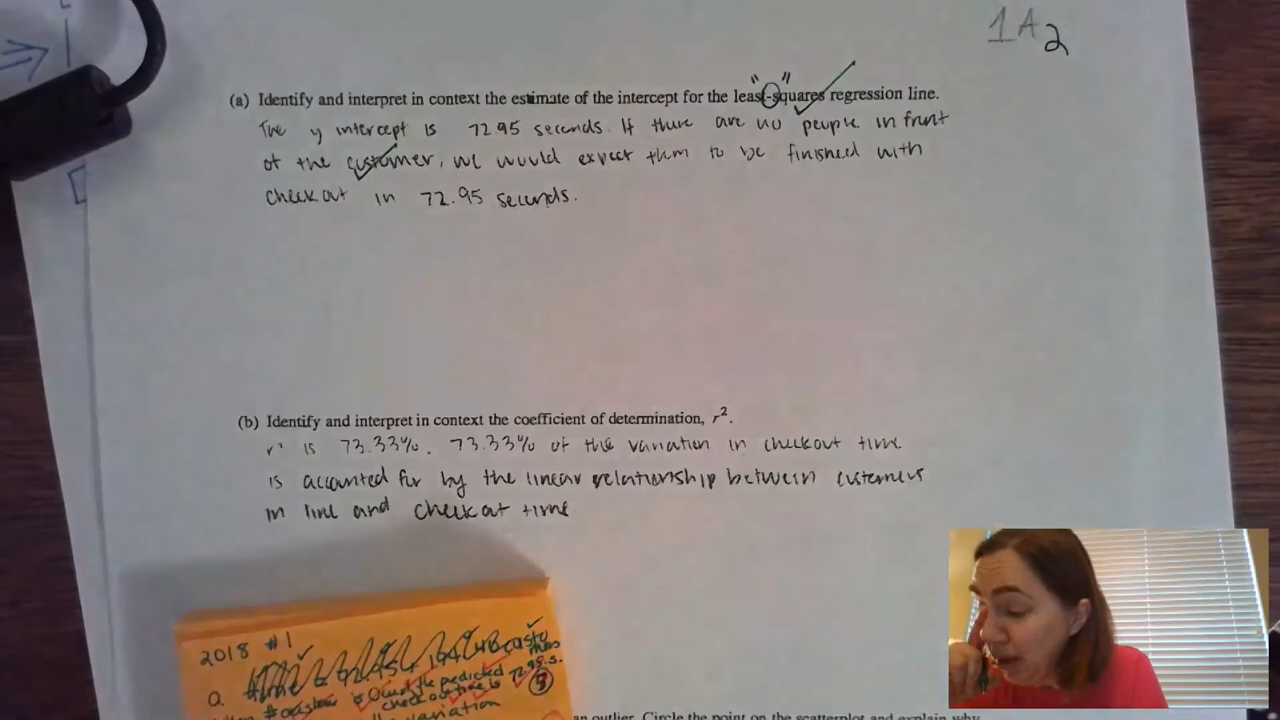 1A2
(a) Identify and interpret in context the estimate of the intercept for the least-squares regression line.
The y intercept is 72.95 seconds. If there are no people in front
of the customer, we would expect them to be finished with
checkout in 72.95 seconds.
(b) Identify and interpret in context the coefficient of determination, r².
r² is 73.33%. 73.33% of the variation in checkout time
is accounted for by the linear relationship between customers
in line and checkout time
2018 #1
a.
the predicted
checkout time is
variation
an outlier. Circle the point on the scatterplot and explain why